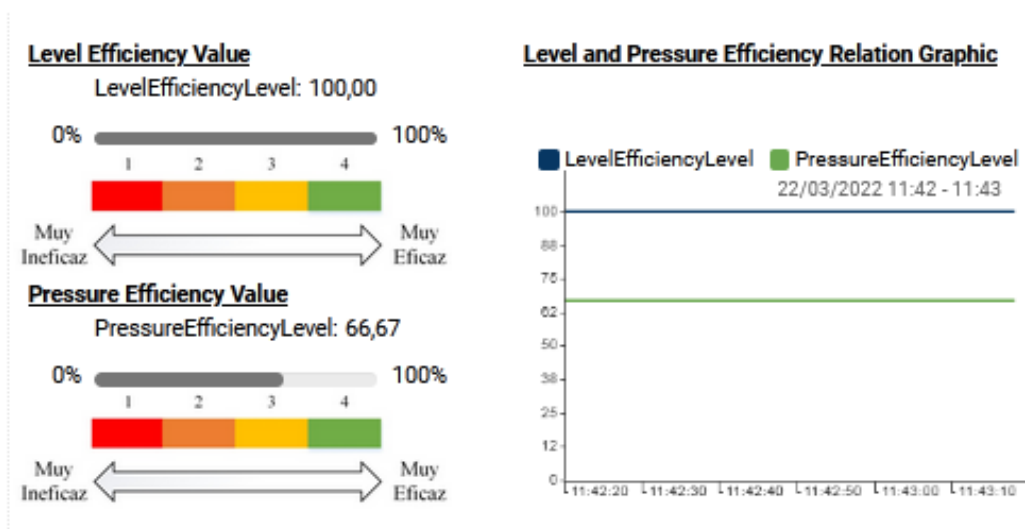 Level Efficiency Value
LevelEfficiencyLevel: 100,00
0% 100%
1 2 3 4
Muy Ineficaz
Muy Eficaz
Pressure Efficiency Value
PressureEfficiencyLevel: 66,67
0% 100%
1 2 3 4
Muy Ineficaz
Muy Eficaz
Level and Pressure Efficiency Relation Graphic
LevelEfficiencyLevel PressureEfficiencyLevel
22/03/2022 11:42 - 11:43
100
88
75
62
50
38
25
12
0
11:42:20 11:42:30 11:42:40 11:42:50 11:43:00 11:43:10